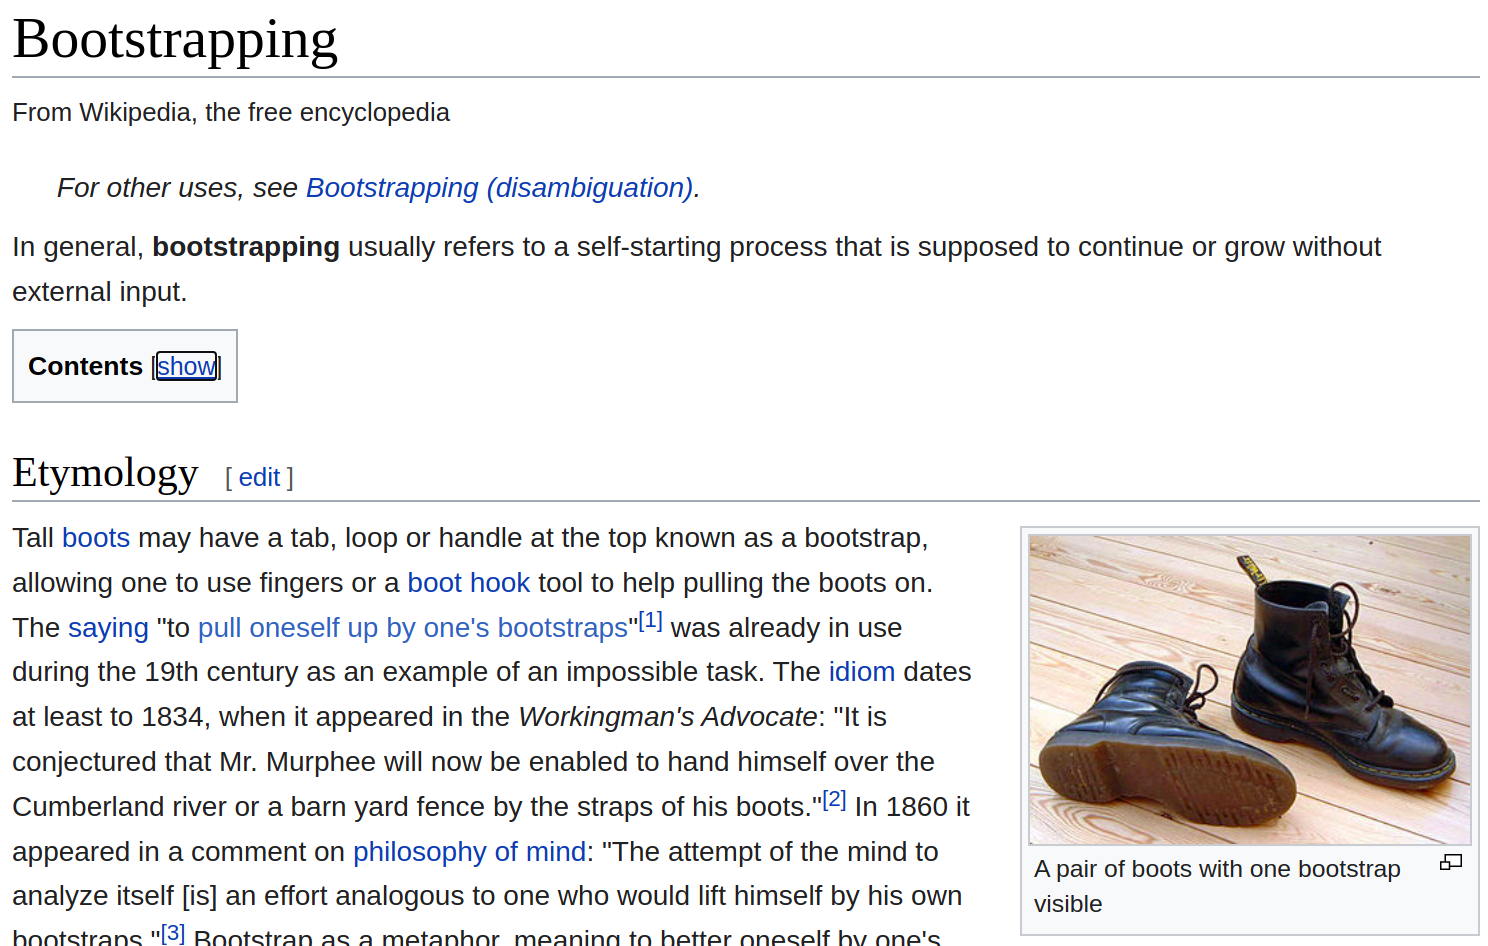 Bootstrapping
From Wikipedia, the free encyclopedia
For other uses, see Bootstrapping (disambiguation).
In general, bootstrapping usually refers to a self-starting process that is supposed to continue or grow without
external input.
Contents [show]
Etymology [ edit ]
Tall boots may have a tab, loop or handle at the top known as a bootstrap,
allowing one to use fingers or a boot hook tool to help pulling the boots on.
The saying "to pull oneself up by one's bootstraps"[1] was already in use
during the 19th century as an example of an impossible task. The idiom dates
at least to 1834, when it appeared in the Workingman's Advocate: "It is
conjectured that Mr. Murphee will now be enabled to hand himself over the
Cumberland river or a barn yard fence by the straps of his boots."[2] In 1860 it
appeared in a comment on philosophy of mind: "The attempt of the mind to
analyze itself [is] an effort analogous to one who would lift himself by his own
bootstraps."[3] Bootstrap as a metaphor, meaning to better oneself by one's
A pair of boots with one bootstrap
visible